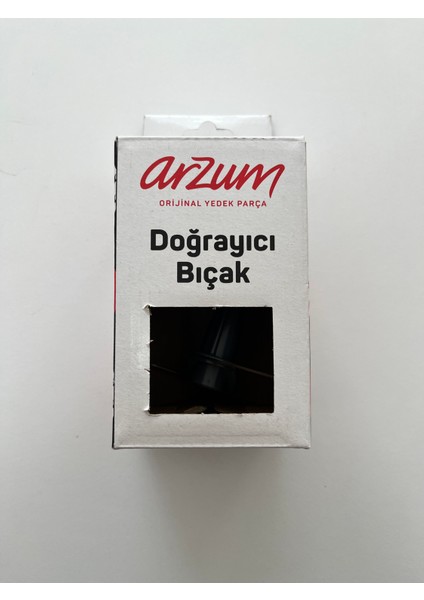 arzum
ORİJİNAL YEDEK PARÇA
Doğrayıcı
Bıçak